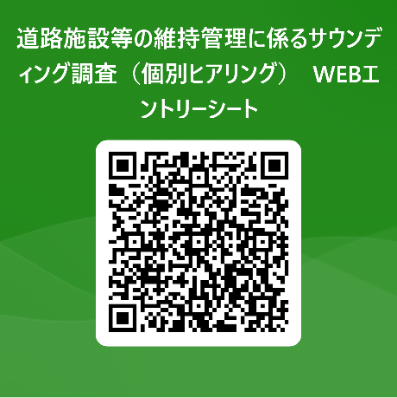 道路施設等の維持管理に係るサウンデ
ィング調査（個別ヒアリング）　WEBエ
ントリーシート